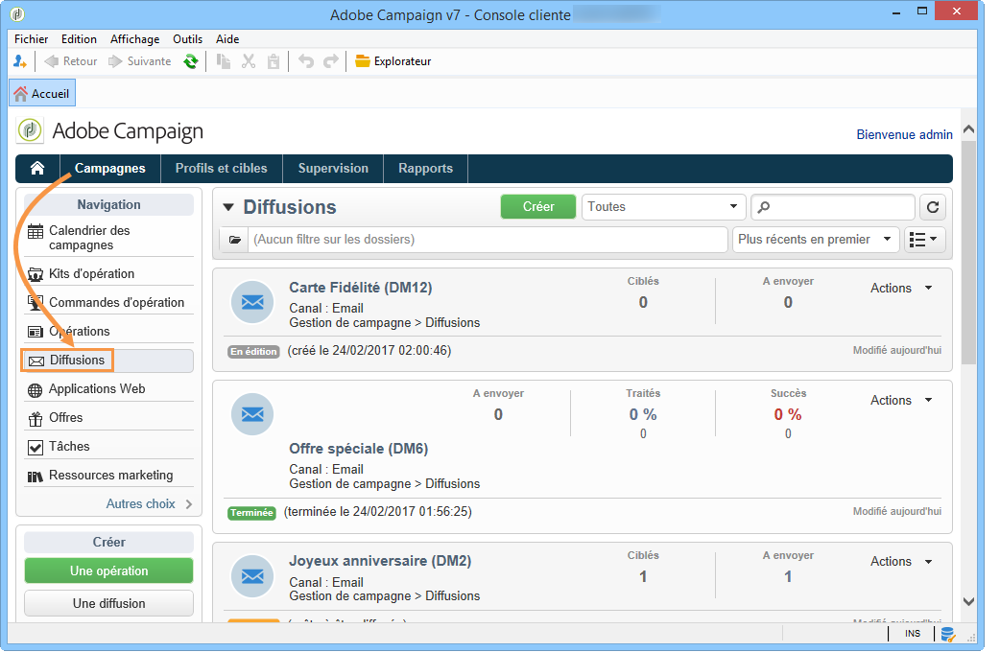 Adobe Campaign v7 - Console cliente
Fichier Edition Affichage Outils Aide
Retour Suivante Explorateur
Accueil
Adobe Campaign
Bienvenue admin
Campagnes Profils et cibles Supervision Rapports
Navigation
Calendrier des
campagnes
Kits d'opération
Commandes d'opération
Opérations
Diffusions
Applications Web
Offres
Tâches
Ressources marketing
Autres choix
Créer
Une opération
Une diffusion
Diffusions
Créer
Toutes
(Aucun filtre sur les dossiers)
Plus récents en premier
Carte Fidélité (DM12)
Canal : Email
Gestion de campagne > Diffusions
Ciblés
0
A envoyer
0
Actions
En édition (créé le 24/02/2017 02:00:46)
Modifié aujourd'hui
A envoyer
0
Traités
0 %
0
Succès
0 %
0
Actions
Offre spéciale (DM6)
Canal : Email
Gestion de campagne > Diffusions
Terminée (terminée le 24/02/2017 01:56:25)
Modifié aujourd'hui
Joyeux anniversaire (DM2)
Canal : Email
Gestion de campagne > Diffusions
Ciblés
1
A envoyer
1
Actions
Modifié aujourd'hui
INS